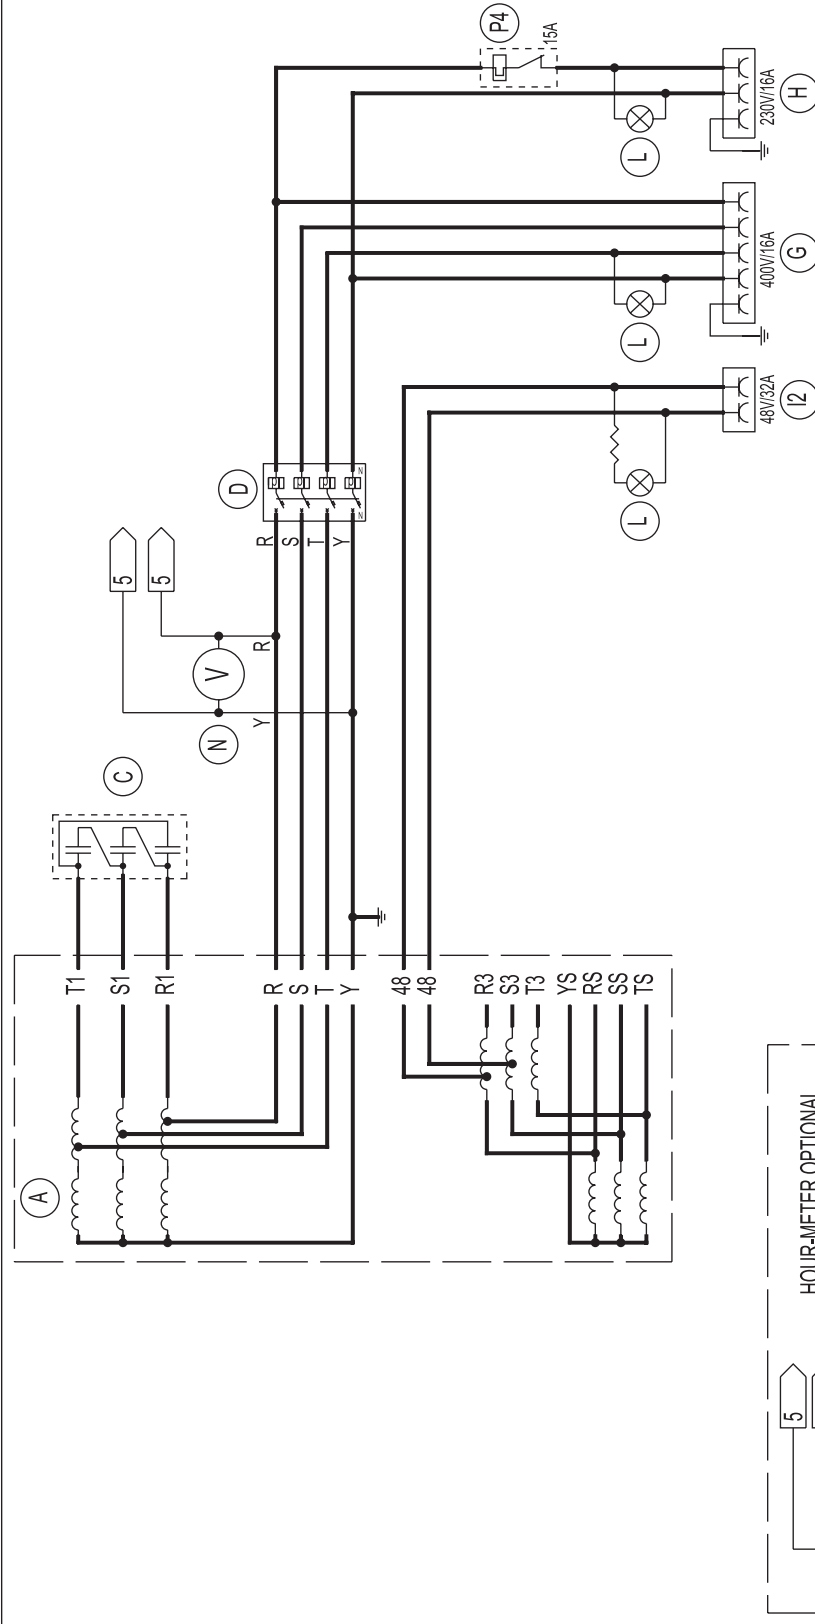 P4
15A
230V/16A
H
L
400V/16A
G
L
48V/32A
I2
L
D
N
N
R
S
T
Y
5
5
R
Y
V
N
C
T1
S1
R1
R
S
T
Y
48
48
R3
S3
T3
YS
RS
SS
TS
A
HOUR-METER OPTIONAL
5